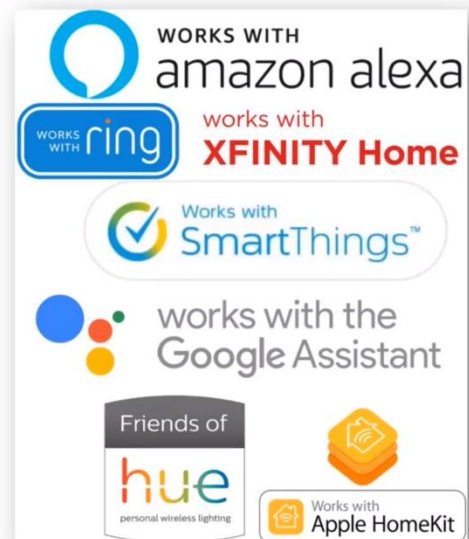 WORKS WITH
amazon alexa
WORKS WITH ring
works with
XFINITY Home
Works with
SmartThings™
works with the
Google Assistant
Friends of
hue
personal wireless lighting
Works with
Apple HomeKit